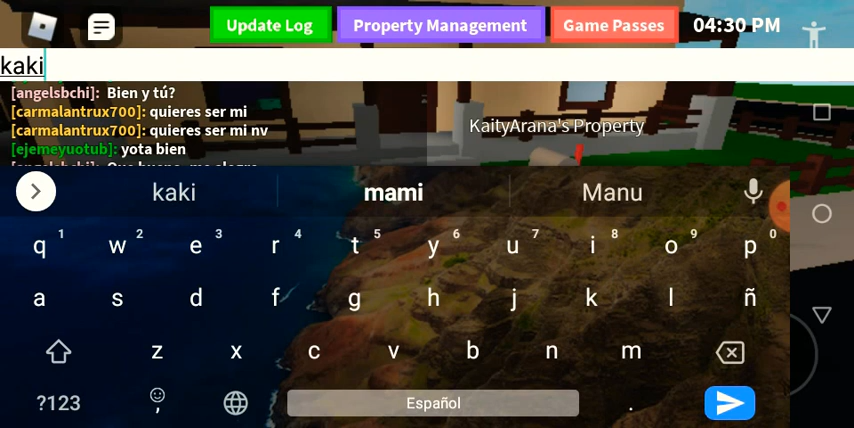 Update Log
Property Management
Game Passes
04:30 PM
kaki
[angelsbchi]: Bien y tú?
[carmalantrux700]: quieres ser mi
[carmalantrux700]: quieres ser mi nv
[ejemeyuotub]: yota bien
KaityArana's Property
kaki mami Manu
q 1 w 2 e 3 r 4 t 5 y 6 u 7 i 8 o 9 p 0
a s d f g h j k l ñ
z x c v b n m
?123 , Español .